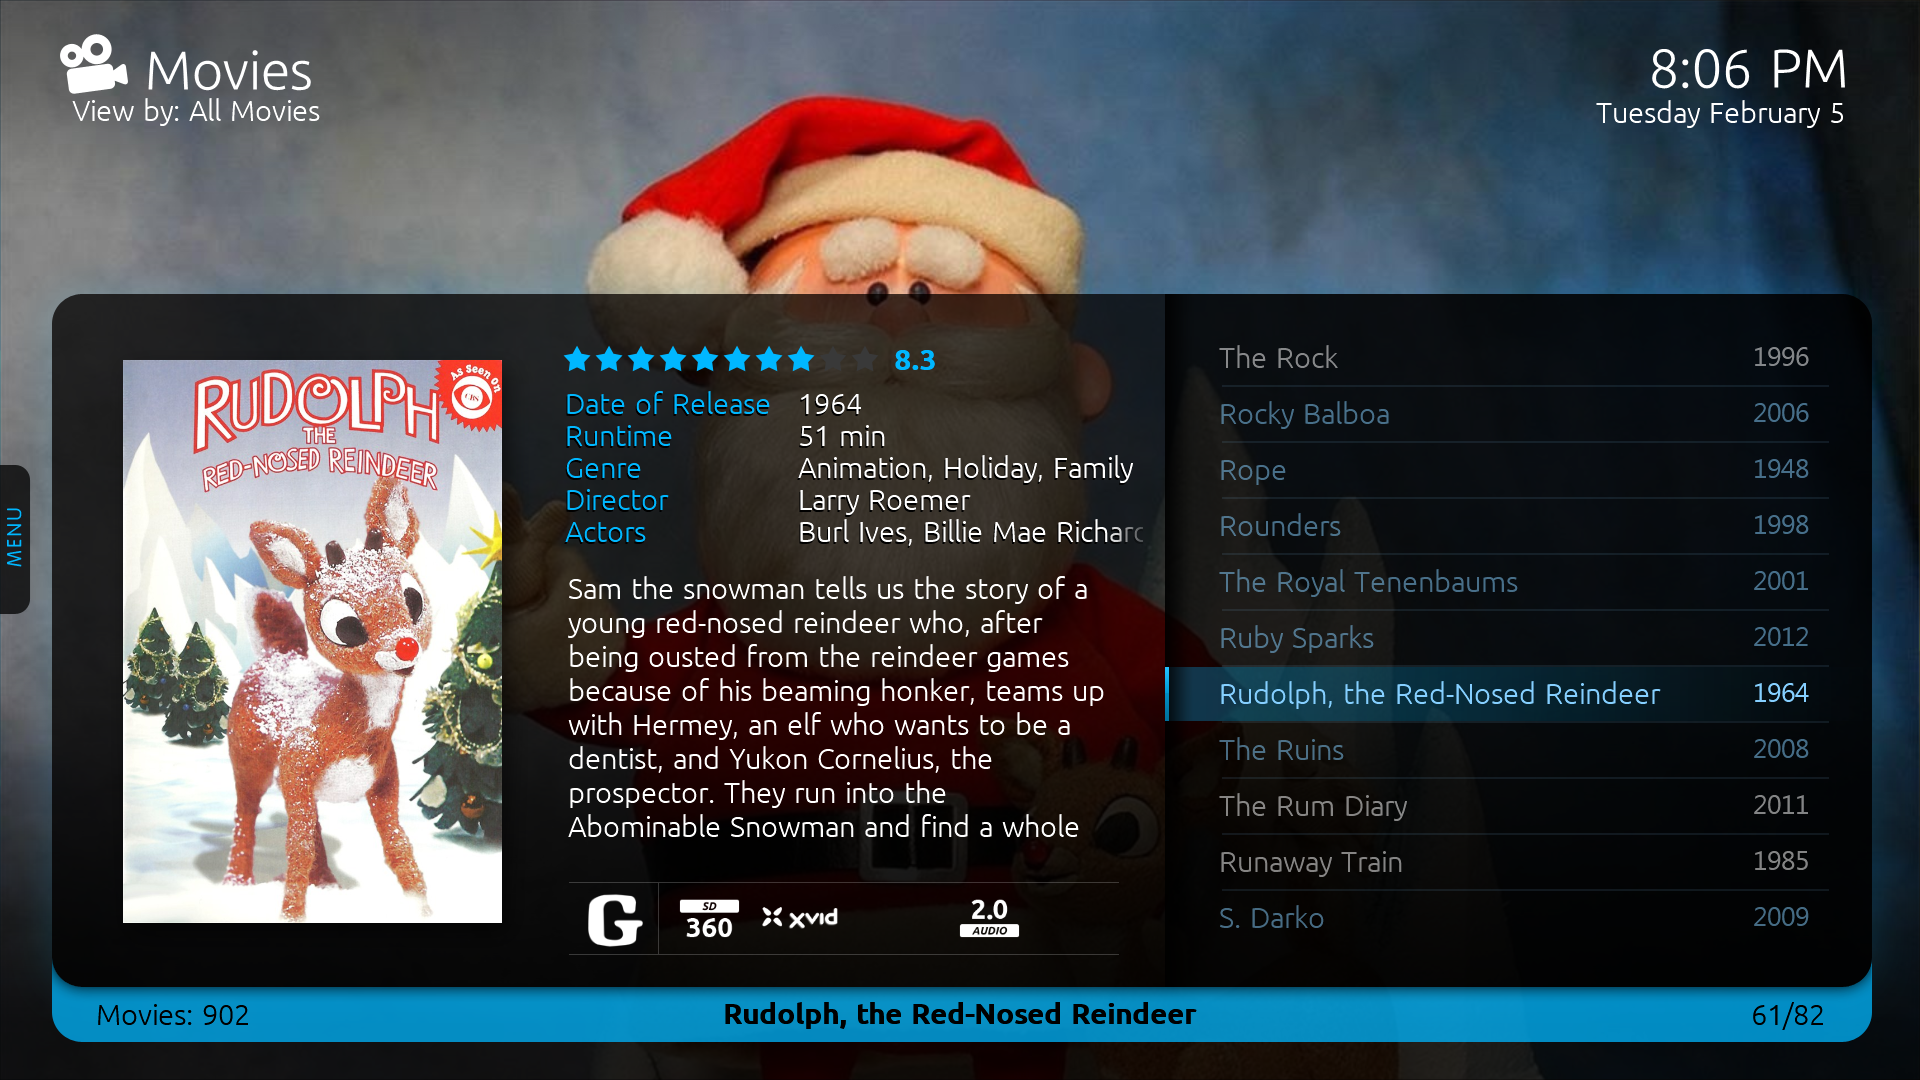 Movies
View by: All Movies
8:06 PM
Tuesday February 5
MENU
RUDOLPH
THE
RED-NOSED REINDEER
As Seen On
CBS
8.3
Date of Release 1964
Runtime 51 min
Genre Animation, Holiday, Family
Director Larry Roemer
Actors Burl Ives, Billie Mae Richard
Sam the snowman tells us the story of a
young red-nosed reindeer who, after
being ousted from the reindeer games
because of his beaming honker, teams up
with Hermey, an elf who wants to be a
dentist, and Yukon Cornelius, the
prospector. They run into the
Abominable Snowman and find a whole
G
SD
360
xvid
2.0
AUDIO
The Rock 1996
Rocky Balboa 2006
Rope 1948
Rounders 1998
The Royal Tenenbaums 2001
Ruby Sparks 2012
Rudolph, the Red-Nosed Reindeer 1964
The Ruins 2008
The Rum Diary 2011
Runaway Train 1985
S. Darko 2009
Movies: 902
Rudolph, the Red-Nosed Reindeer
61/82